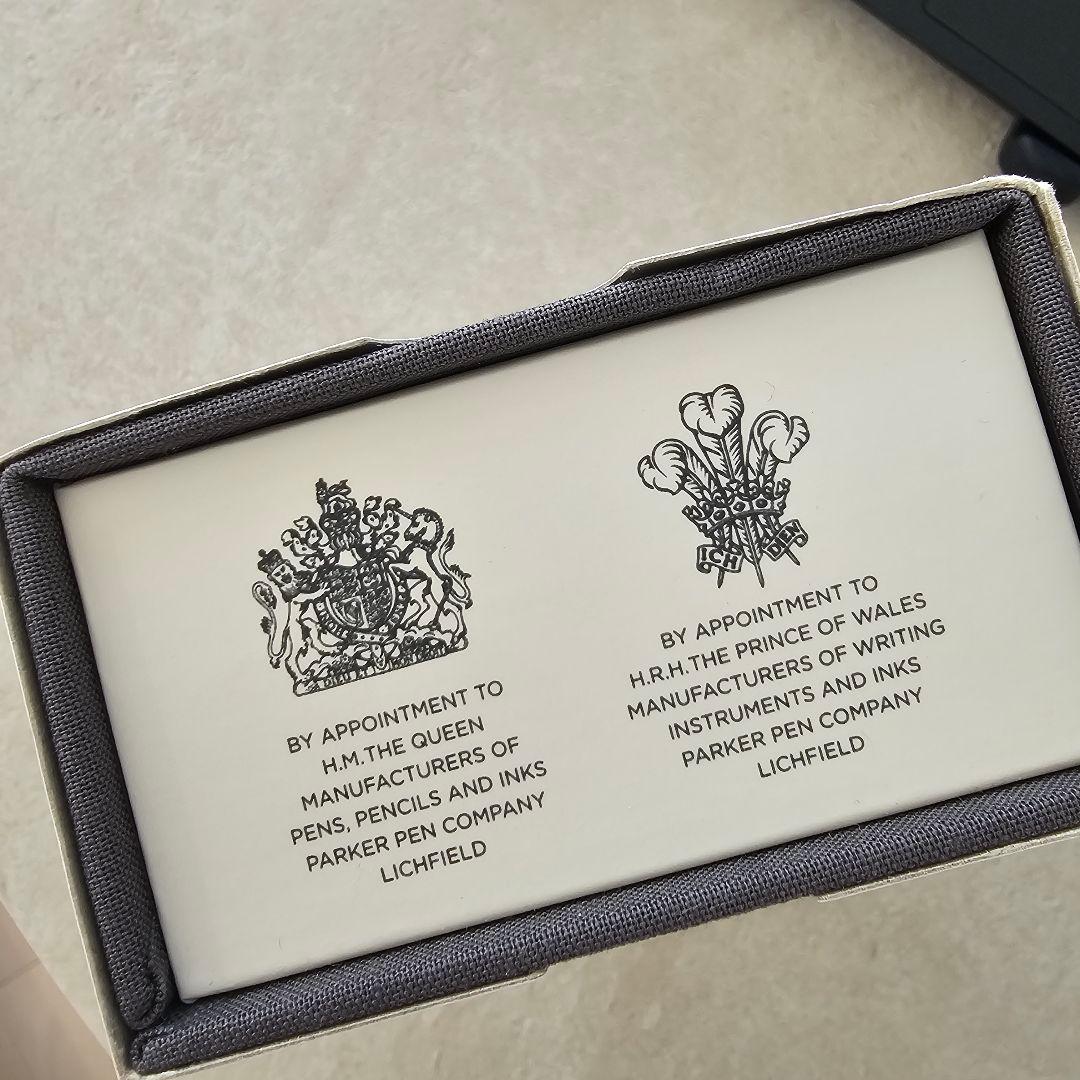 BY APPOINTMENT TO
H.M.THE QUEEN
MANUFACTURERS OF
PENS, PENCILS AND INKS
PARKER PEN COMPANY
LICHFIELD
ICH DIEN
BY APPOINTMENT TO
H.R.H.THE PRINCE OF WALES
MANUFACTURERS OF WRITING
INSTRUMENTS AND INKS
PARKER PEN COMPANY
LICHFIELD